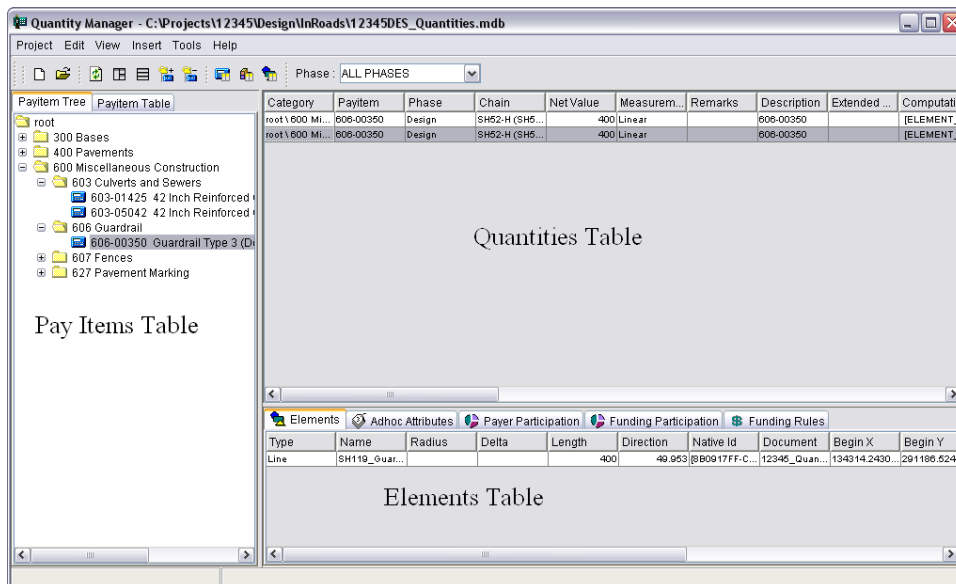 Quantity Manager - C:\Projects\12345\Design\InRoads\12345DES_Quantities.mdb
Project Edit View Insert Tools Help
Phase : ALL PHASES
Payitem Tree Payitem Table
root
300 Bases
400 Pavements
600 Miscellaneous Construction
603 Culverts and Sewers
603-01425 42 Inch Reinforced
603-05042 42 Inch Reinforced
606 Guardrail
606-00350 Guardrail Type 3 (D
607 Fences
627 Pavement Marking
Pay Items Table
Category Payitem Phase Chain Net Value Measurem... Remarks Description Extended ... Computati
root \ 600 Mi... 606-00350 Design SH52-H (SH5... 400 Linear 606-00350 [ELEMENT_
root \ 600 Mi... 606-00350 Design SH52-H (SH5... 400 Linear 606-00350 [ELEMENT_
Quantities Table
Elements Adhoc Attributes Payer Participation Funding Participation Funding Rules
Type Name Radius Delta Length Direction Native Id Document Begin X Begin Y
Line SH119_Guar... 400 49.953 {8B0917FF-C... 12345_Quan... 134314.2430... 291186.524
Elements Table